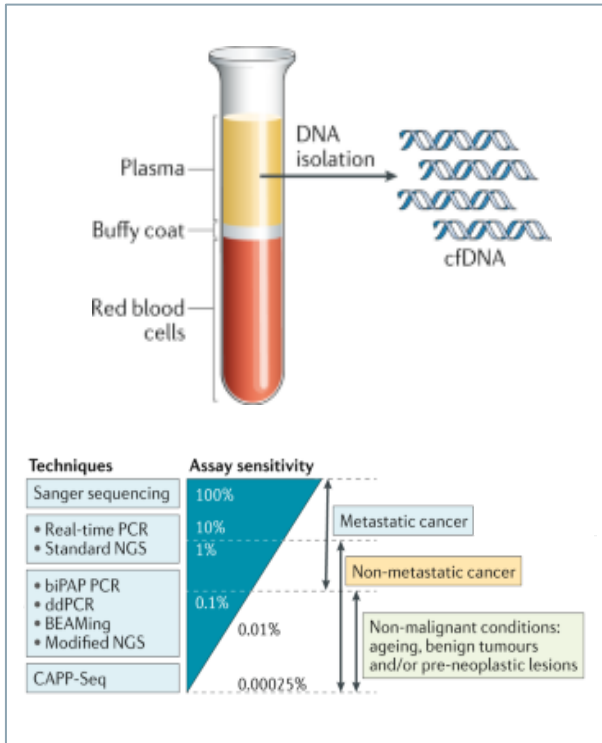 Plasma
DNA
isolation
Buffy coat
cfDNA
Red blood
cells
Techniques
Assay sensitivity
Sanger sequencing
100%
Metastatic cancer
• Real-time PCR
• Standard NGS
10%
1%
Non-metastatic cancer
• biPAP PCR
• ddPCR
• BEAMing
• Modified NGS
0.1%
0.01%
Non-malignant conditions:
ageing, benign tumours
and/or pre-neoplastic lesions
CAPP-Seq
0.00025%